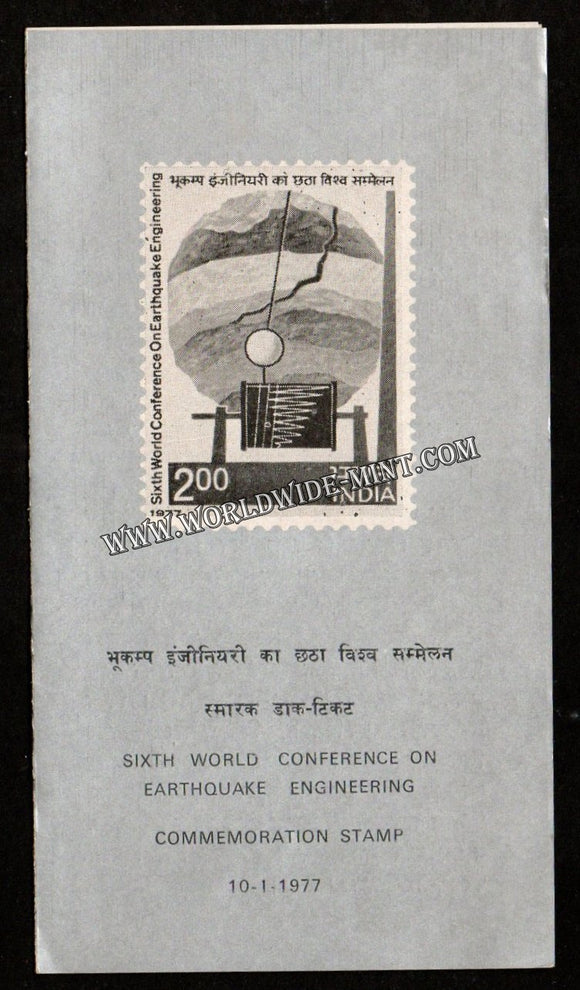 भूकम्प इंजीनियरी का छठा विश्व सम्मेलन
Sixth World Conference On Earthquake Engineering
2.00
INDIA
1977
www.WORLDWIDE-MINT.COM
भूकम्प इंजीनियरी का छठा विश्व सम्मेलन
स्मारक डाक-टिकट
SIXTH WORLD CONFERENCE ON
EARTHQUAKE ENGINEERING
COMMEMORATION STAMP
10-1-1977